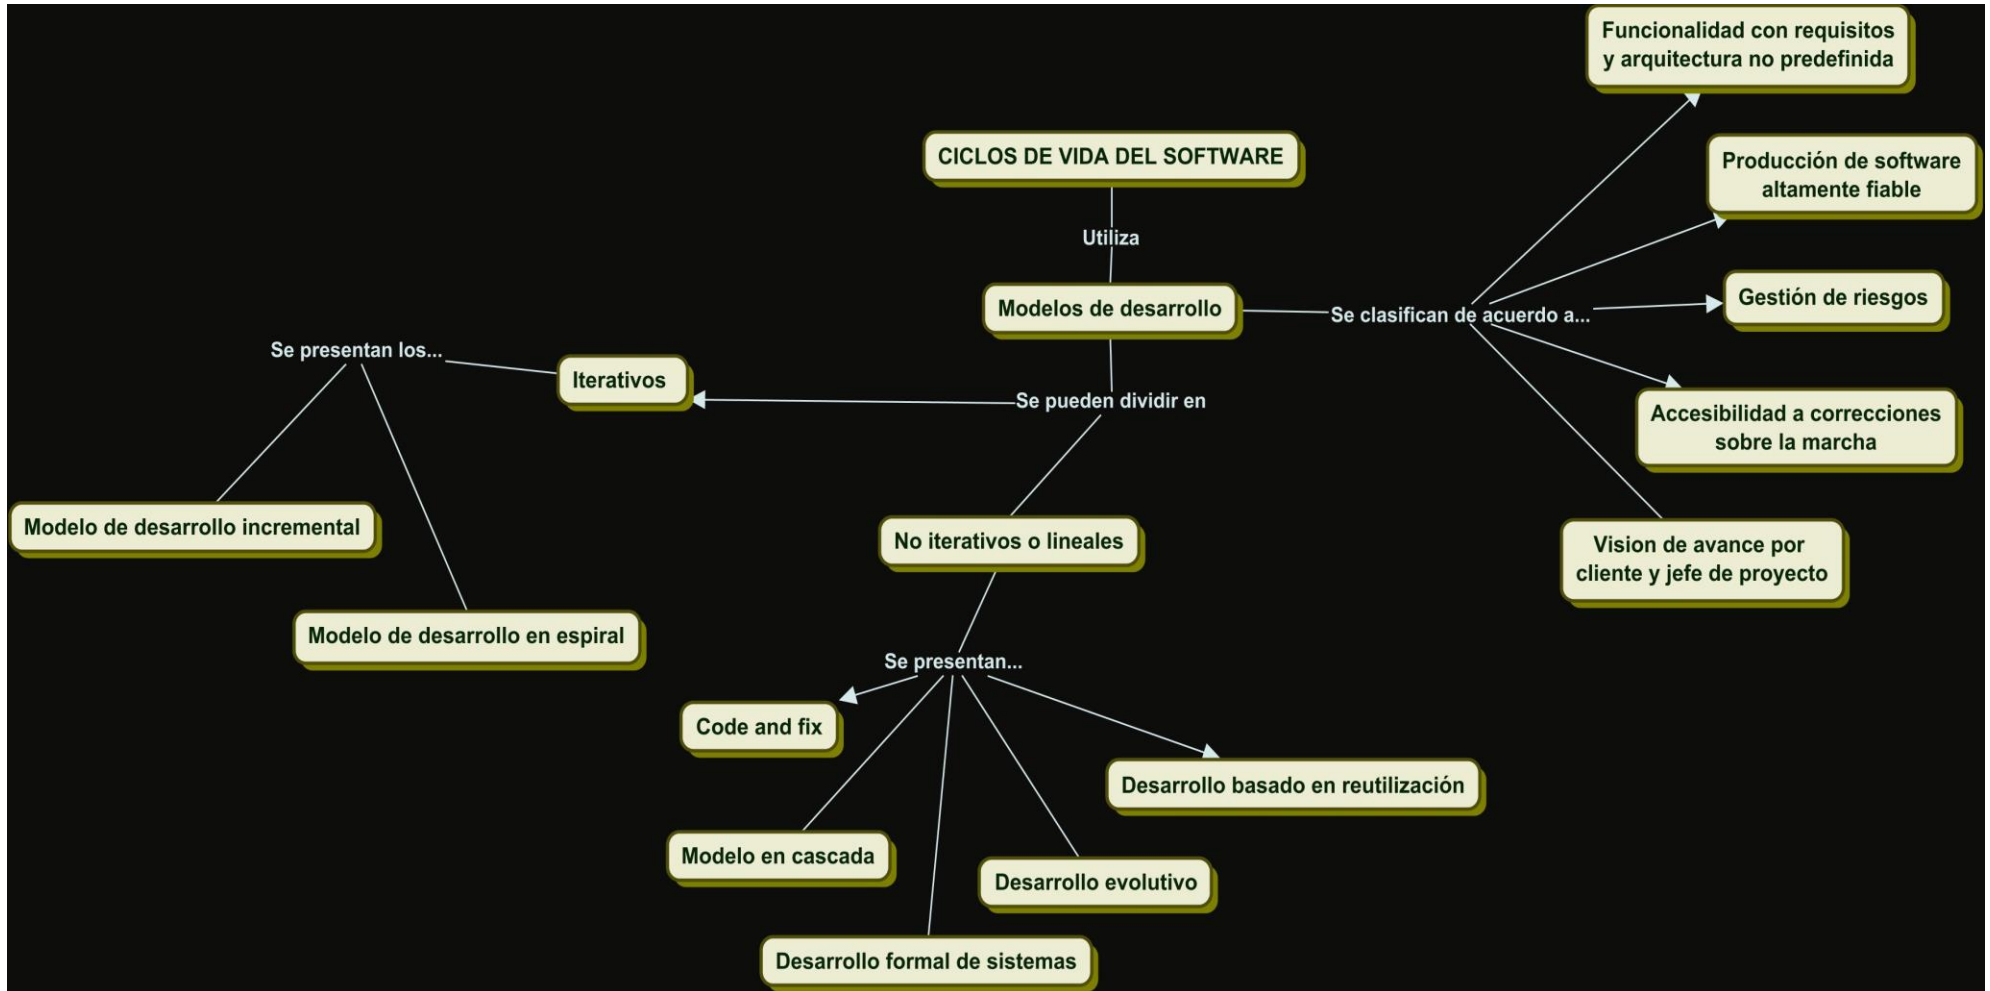 Funcionalidad con requisitos
y arquitectura no predefinida
CICLOS DE VIDA DEL SOFTWARE
Producción de software
altamente fiable
Utiliza
Modelos de desarrollo
Se clasifican de acuerdo a...
Gestión de riesgos
Se presentan los...
Iterativos
Se pueden dividir en
Accesibilidad a correcciones
sobre la marcha
Modelo de desarrollo incremental
No iterativos o lineales
Vision de avance por
cliente y jefe de proyecto
Modelo de desarrollo en espiral
Se presentan...
Code and fix
Desarrollo basado en reutilización
Modelo en cascada
Desarrollo evolutivo
Desarrollo formal de sistemas